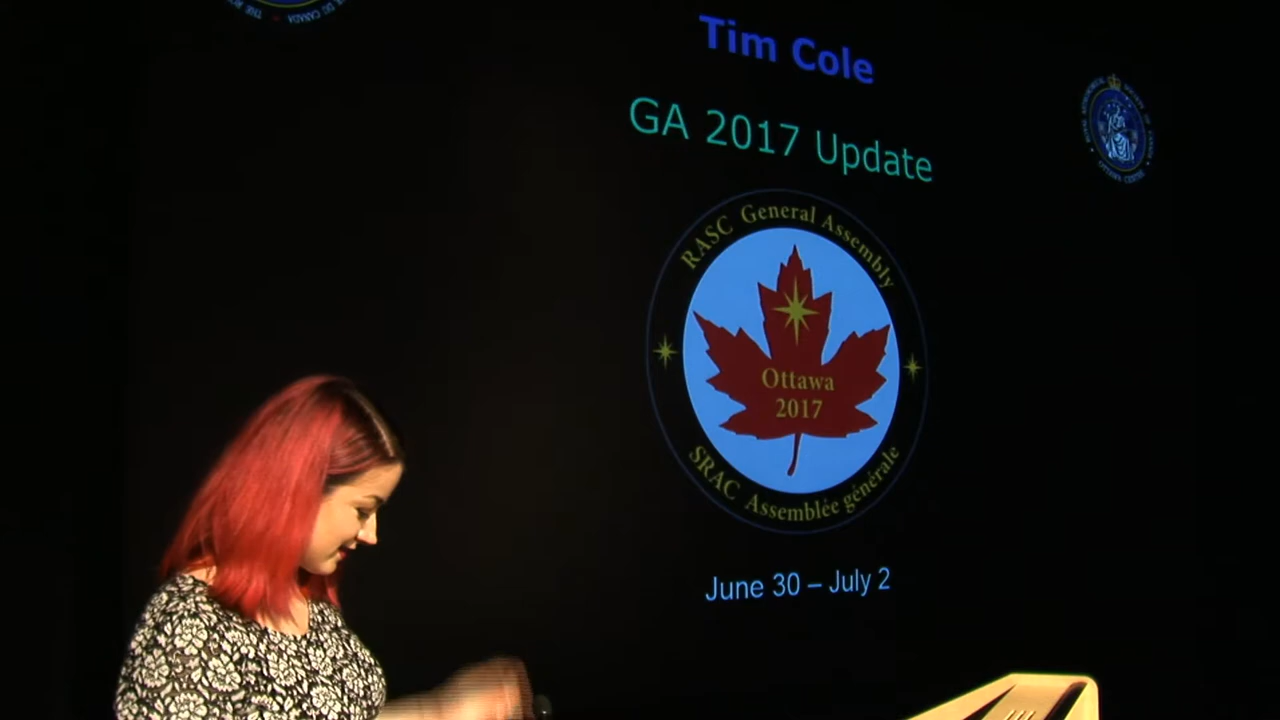 Tim Cole
GA 2017 Update
RASC General Assembly
Ottawa
2017
SRAC Assemblée générale
June 30 – July 2